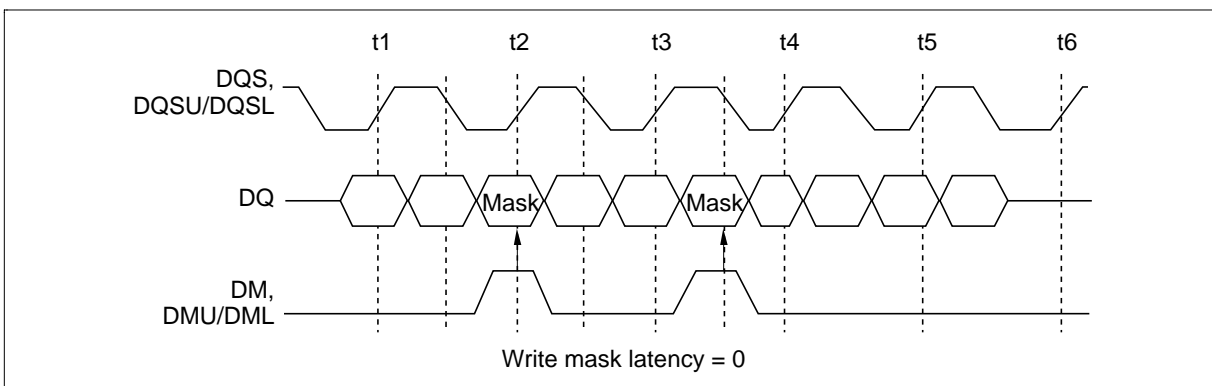 t1 t2 t3 t4 t5 t6
DQS,
DQSU/DQSL
DQ Mask Mask
DM,
DMU/DML
Write mask latency = 0